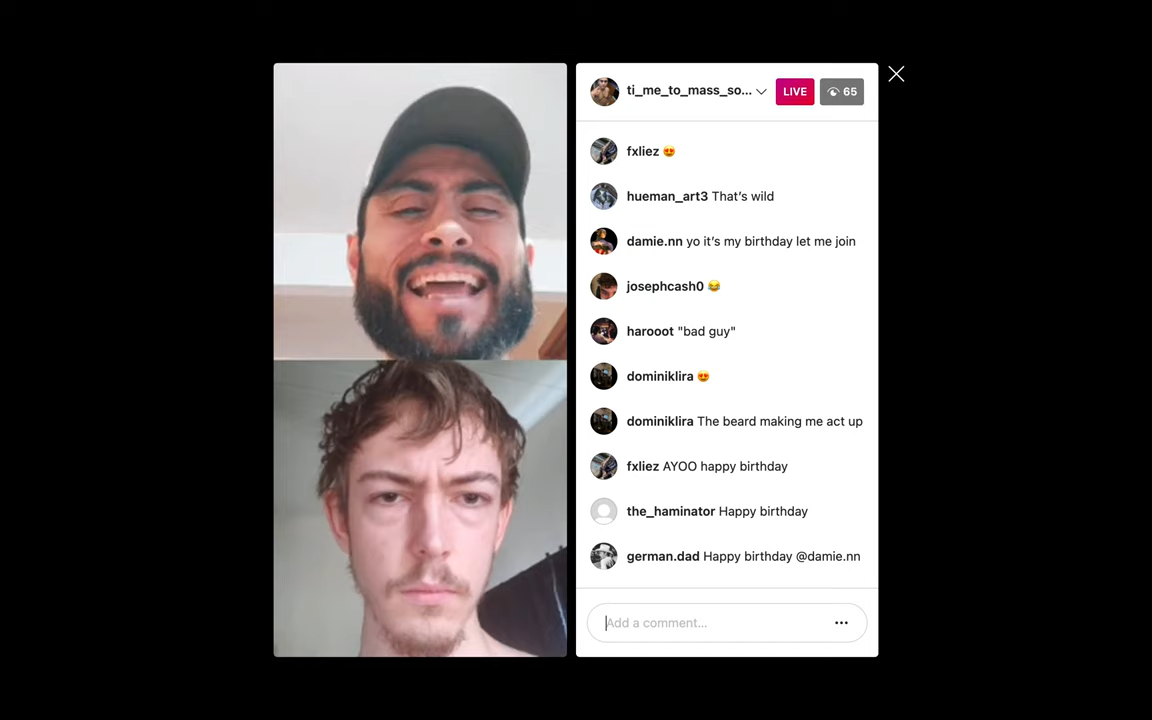 ti_me_to_mass_so...
LIVE
65
fxliez 😍
hueman_art3 That's wild
damie.nn yo it's my birthday let me join
josephcash0 😂
harooot "bad guy"
dominiklira 😍
dominiklira The beard making me act up
fxliez AYOO happy birthday
the_haminator Happy birthday
german.dad Happy birthday @damie.nn
Add a comment...